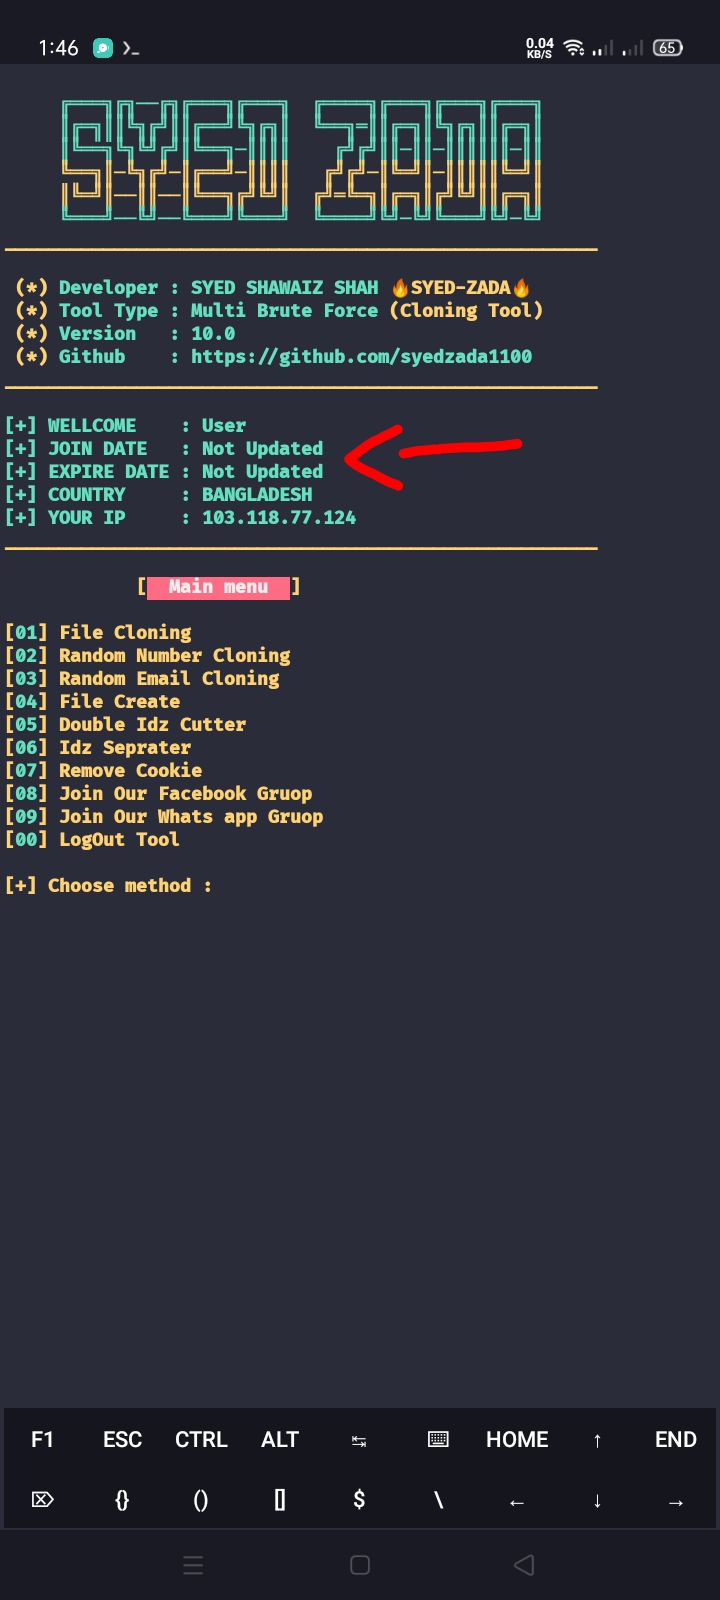 1:46
0.04 KB/S
65
SYED ZADA
(*) Developer : SYED SHAWAIZ SHAH 🔥SYED-ZADA🔥
(*) Tool Type : Multi Brute Force (Cloning Tool)
(*) Version : 10.0
(*) Github : https://github.com/syedzada1100
[+] WELLCOME : User
[+] JOIN DATE : Not Updated
[+] EXPIRE DATE : Not Updated
[+] COUNTRY : BANGLADESH
[+] YOUR IP : 103.118.77.124
[ Main menu ]
[01] File Cloning
[02] Random Number Cloning
[03] Random Email Cloning
[04] File Create
[05] Double Idz Cutter
[06] Idz Seprater
[07] Remove Cookie
[08] Join Our Facebook Gruop
[09] Join Our Whats app Gruop
[00] LogOut Tool
[+] Choose method :
F1 ESC CTRL ALT ↹ ⌨ HOME ↑ END
⌦ {} () [] $ \ ← ↓ →